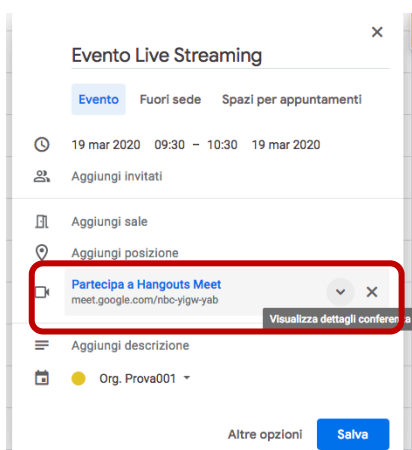 Evento Live Streaming
Evento Fuori sede Spazi per appuntamenti
19 mar 2020 09:30 – 10:30 19 mar 2020
Aggiungi invitati
Aggiungi sale
Aggiungi posizione
Partecipa a Hangouts Meet
meet.google.com/nbc-yigw-yab
Visualizza dettagli conferenza
Aggiungi descrizione
Org. Prova001
Altre opzioni Salva